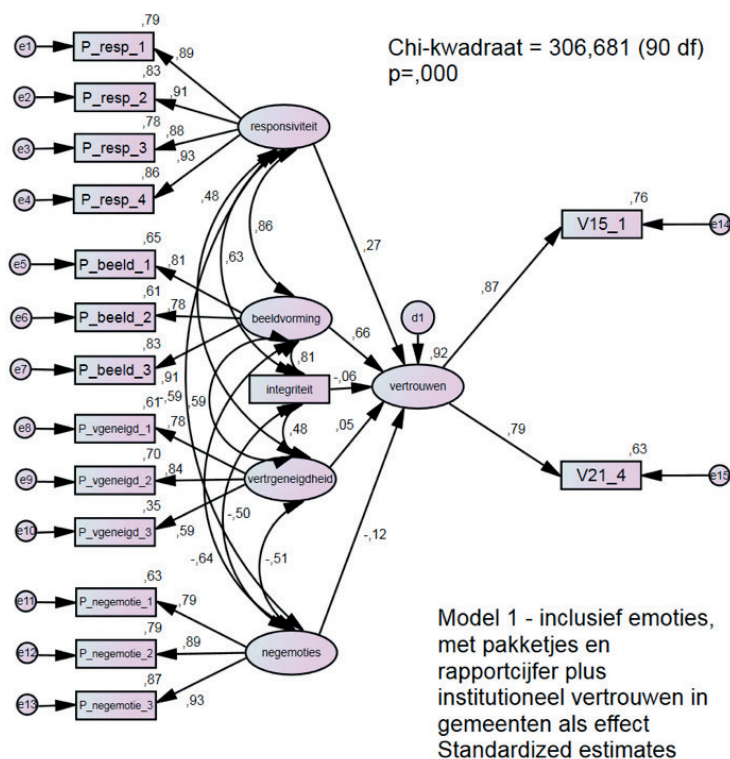 Chi-kwadraat = 306,681 (90 df)
p=,000
,79
e1
P_resp_1
,89
,83
e2
P_resp_2
,91
,78
e3
P_resp_3
,88
,93
,86
e4
P_resp_4
responsiviteit
,48
,63
,86
,27
,65
e5
P_beeld_1
,81
,61
e6
P_beeld_2
,78
,83
e7
P_beeld_3
,91
beeldvorming
,66
,81
integriteit
-,06
d1
,92
vertrouwen
,87
,76
V15_1
e14
,79
,63
V21_4
e15
,61
-,59
,59
e8
P_vgeneigd_1
,78
,70
e9
P_vgeneigd_2
,84
,35
e10
P_vgeneigd_3
,59
,48
,05
vertrgeneigdheid
-,50
-,64
-,51
-,12
,63
e11
P_negemotie_1
,79
,79
e12
P_negemotie_2
,89
,87
e13
P_negemotie_3
,93
negemoties
Model 1 - inclusief emoties,
met pakketjes en
rapportcijfer plus
institutioneel vertrouwen in
gemeenten als effect
Standardized estimates